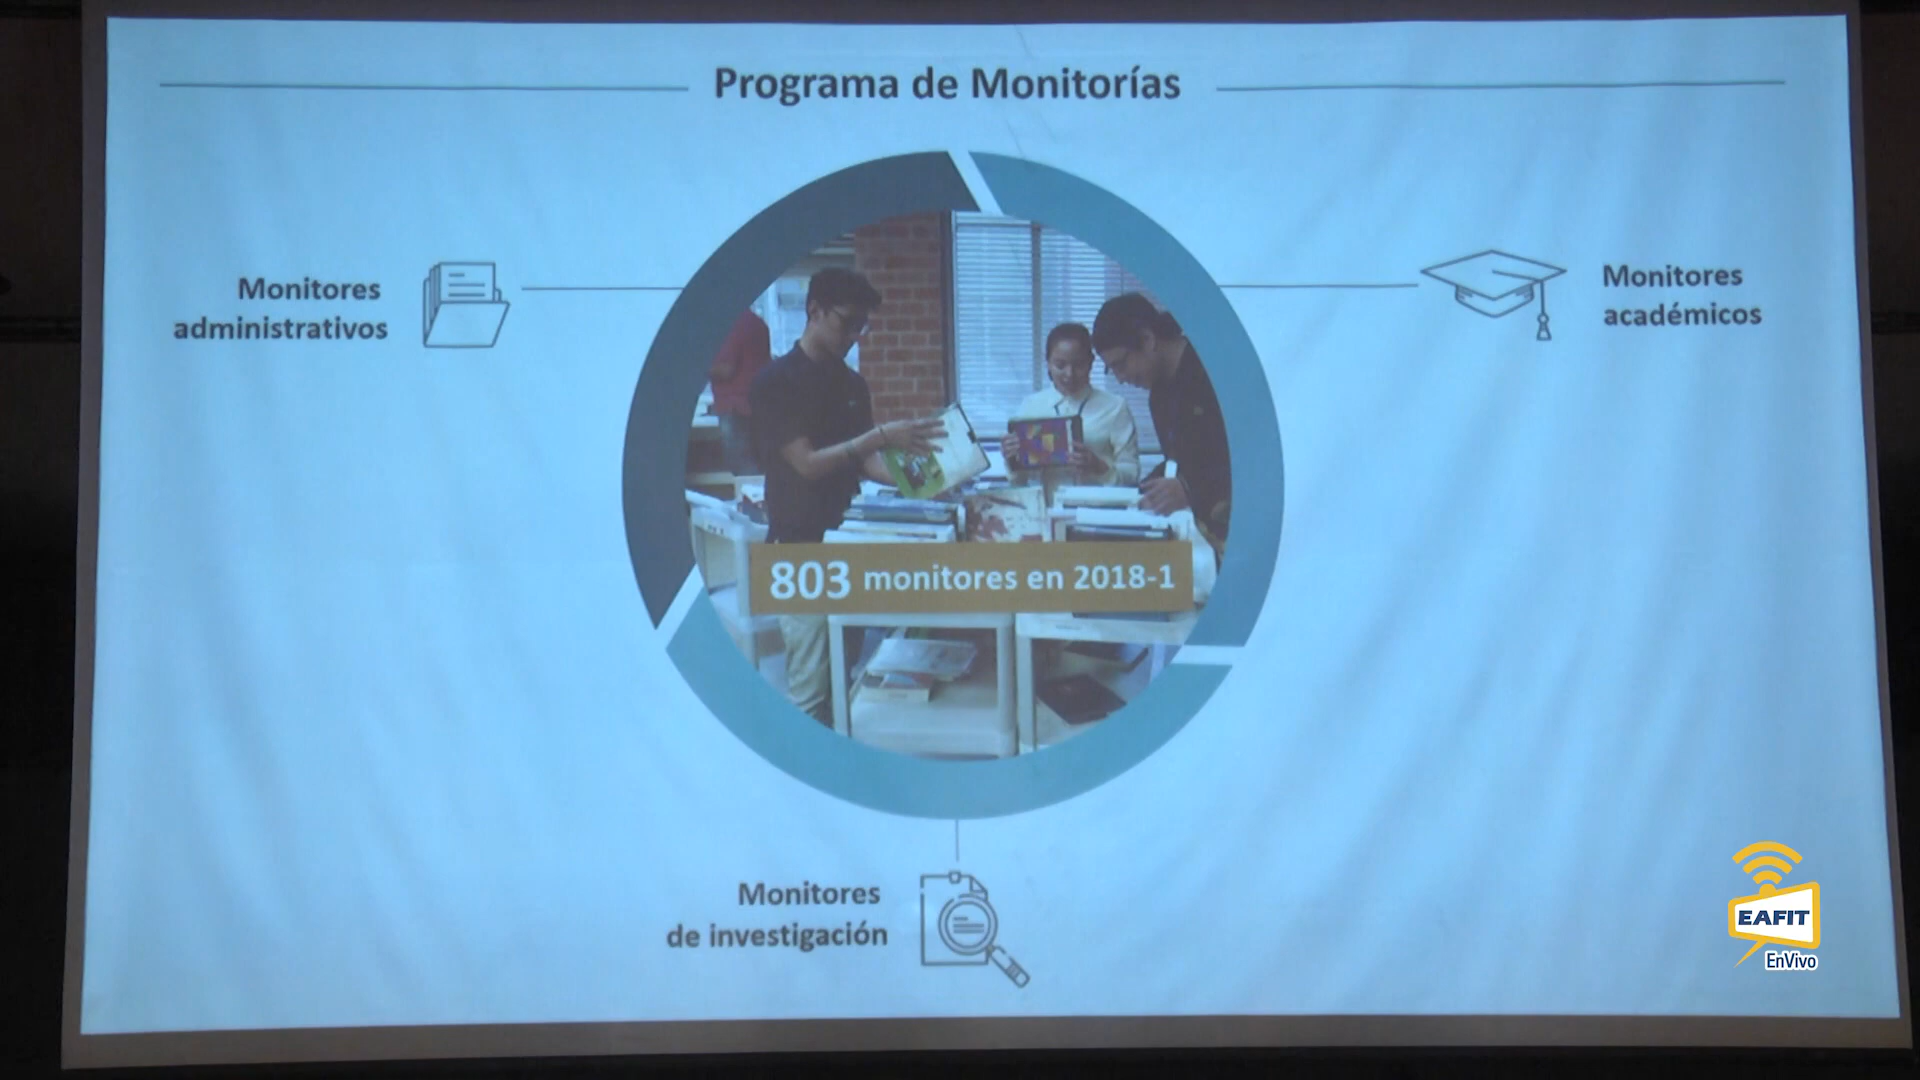 Programa de Monitorías
Monitores
administrativos
Monitores
académicos
803 monitores en 2018-1
Monitores
de investigación
EAFIT
EnVivo